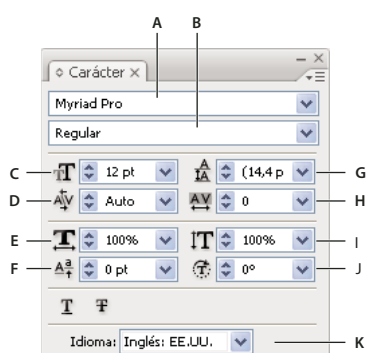 A B
Carácter
Myriad Pro
Regular
C 12 pt (14,4 p G
D Auto 0 H
E 100% 100% I
F 0 pt 0° J
T T
Idioma: Inglés: EE.UU. K